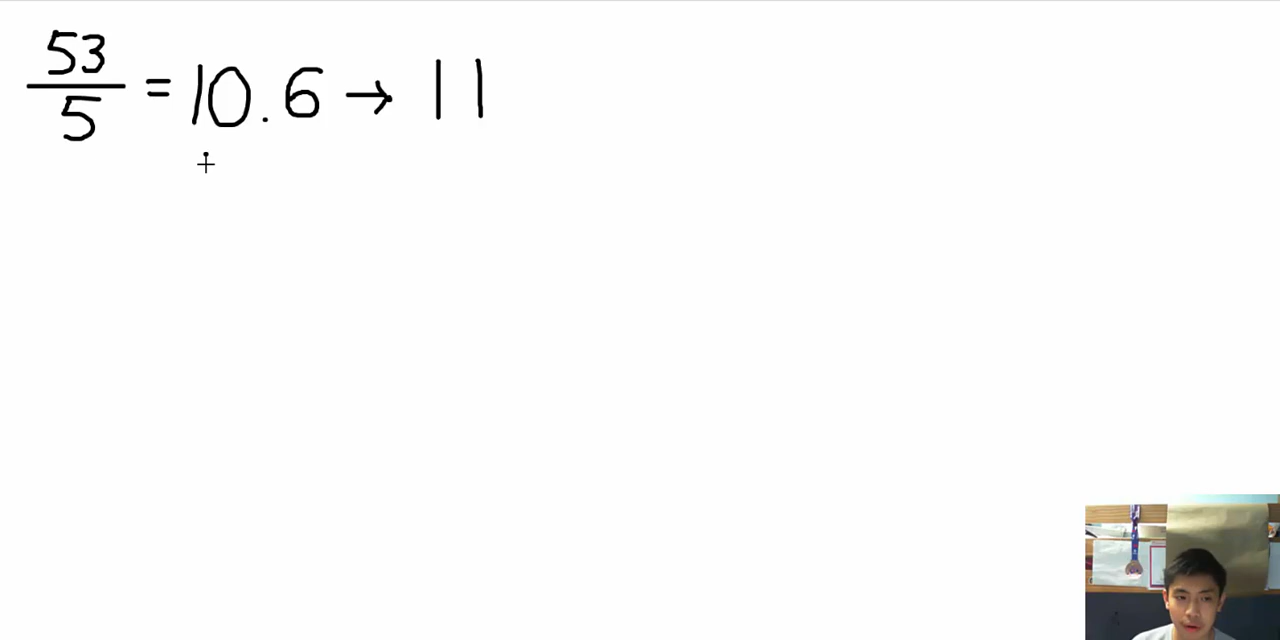 53/5 = 10.6 → 11